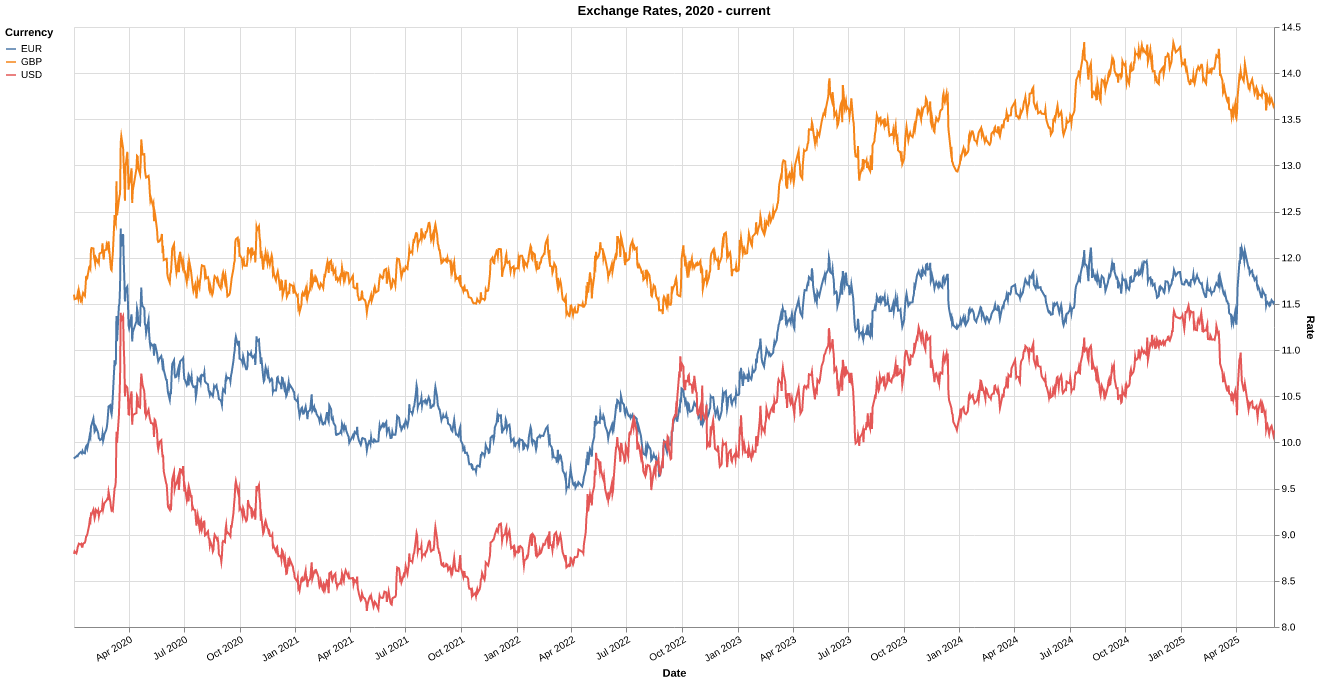 Exchange Rates, 2020 - current
Currency
EUR
GBP
USD
14.5
14.0
13.5
13.0
12.5
12.0
11.5
11.0
10.5
10.0
9.5
9.0
8.5
8.0
Rate
Apr 2020
Jul 2020
Oct 2020
Jan 2021
Apr 2021
Jul 2021
Oct 2021
Jan 2022
Apr 2022
Jul 2022
Oct 2022
Jan 2023
Apr 2023
Jul 2023
Oct 2023
Jan 2024
Apr 2024
Jul 2024
Oct 2024
Jan 2025
Apr 2025
Date